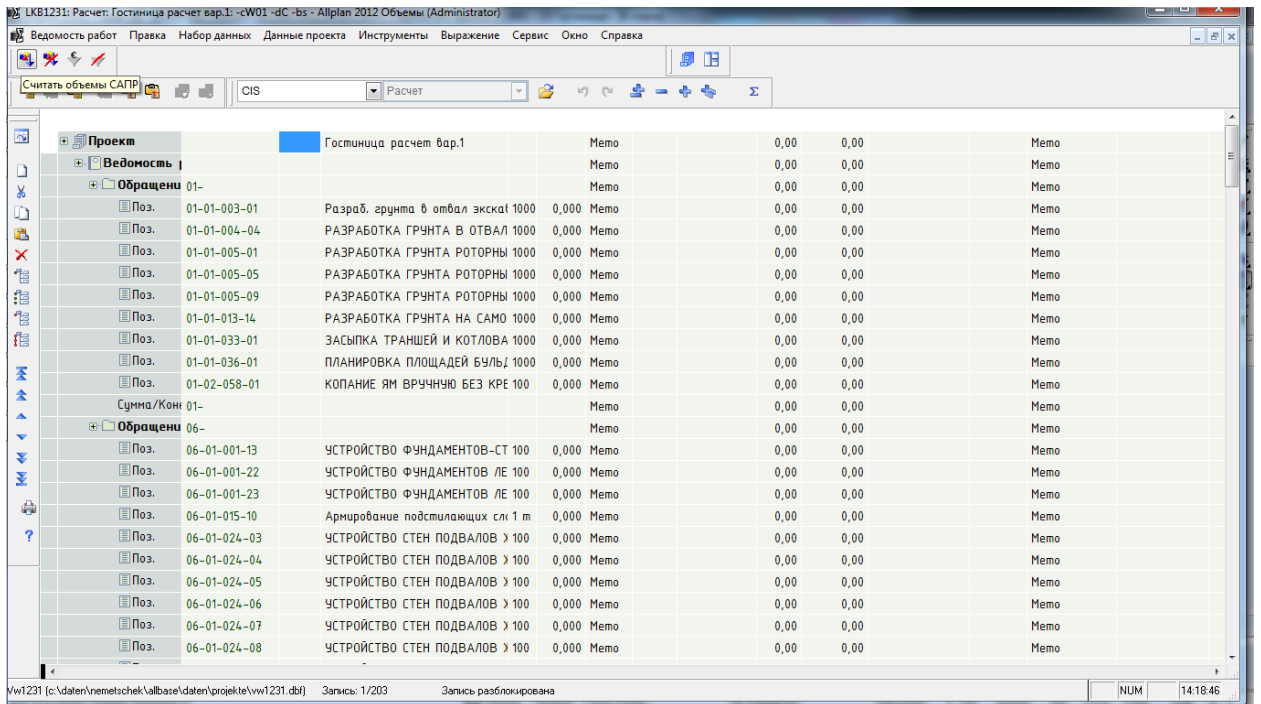 LKB1231: Расчет: Гостиница расчет вар.1: -cW01 -dC -bs - Allplan 2012 Объемы (Administrator)
Ведомость работ Правка Набор данных Данные проекта Инструменты Выражение Сервис Окно Справка
Считать объемы САПР
CIS Расчет Σ
Проект Гостиница расчет вар.1 Memo 0,00 0,00 Memo
Ведомость Memo 0,00 0,00 Memo
Обращени 01- Memo 0,00 0,00 Memo
Поз. 01-01-003-01 Разраб. грунта в отвал экскав 1000 0,000 Memo 0,00 0,00 Memo
Поз. 01-01-004-04 РАЗРАБОТКА ГРУНТА В ОТВАЛ 1000 0,000 Memo 0,00 0,00 Memo
Поз. 01-01-005-01 РАЗРАБОТКА ГРУНТА РОТОРНЫ 1000 0,000 Memo 0,00 0,00 Memo
Поз. 01-01-005-05 РАЗРАБОТКА ГРУНТА РОТОРНЫ 1000 0,000 Memo 0,00 0,00 Memo
Поз. 01-01-005-09 РАЗРАБОТКА ГРУНТА РОТОРНЫ 1000 0,000 Memo 0,00 0,00 Memo
Поз. 01-01-013-14 РАЗРАБОТКА ГРУНТА НА САМО 1000 0,000 Memo 0,00 0,00 Memo
Поз. 01-01-033-01 ЗАСЫПКА ТРАНШЕЙ И КОТЛОВА 1000 0,000 Memo 0,00 0,00 Memo
Поз. 01-01-036-01 ПЛАНИРОВКА ПЛОЩАДЕЙ БУЛЬД 1000 0,000 Memo 0,00 0,00 Memo
Поз. 01-02-058-01 КОПАНИЕ ЯМ ВРУЧНУЮ БЕЗ КРЕ 100 0,000 Memo 0,00 0,00 Memo
Сумма/Коне 01- Memo 0,00 0,00 Memo
Обращени 06- Memo 0,00 0,00 Memo
Поз. 06-01-001-13 УСТРОЙСТВО ФУНДАМЕНТОВ-СТ 100 0,000 Memo 0,00 0,00 Memo
Поз. 06-01-001-22 УСТРОЙСТВО ФУНДАМЕНТОВ ЛЕ 100 0,000 Memo 0,00 0,00 Memo
Поз. 06-01-001-23 УСТРОЙСТВО ФУНДАМЕНТОВ ЛЕ 100 0,000 Memo 0,00 0,00 Memo
Поз. 06-01-015-10 Армирование подстилающих сло 1 m 0,000 Memo 0,00 0,00 Memo
Поз. 06-01-024-03 УСТРОЙСТВО СТЕН ПОДВАЛОВ 100 0,000 Memo 0,00 0,00 Memo
Поз. 06-01-024-04 УСТРОЙСТВО СТЕН ПОДВАЛОВ 100 0,000 Memo 0,00 0,00 Memo
Поз. 06-01-024-05 УСТРОЙСТВО СТЕН ПОДВАЛОВ 100 0,000 Memo 0,00 0,00 Memo
Поз. 06-01-024-06 УСТРОЙСТВО СТЕН ПОДВАЛОВ 100 0,000 Memo 0,00 0,00 Memo
Поз. 06-01-024-07 УСТРОЙСТВО СТЕН ПОДВАЛОВ 100 0,000 Memo 0,00 0,00 Memo
Поз. 06-01-024-08 УСТРОЙСТВО СТЕН ПОДВАЛОВ 100 0,000 Memo 0,00 0,00 Memo
Vw1231 (c:\daten\nemetschek\allbase\daten\projekte\vw1231.dbf) Запись: 1/203 Запись разблокирована NUM 14:18:46